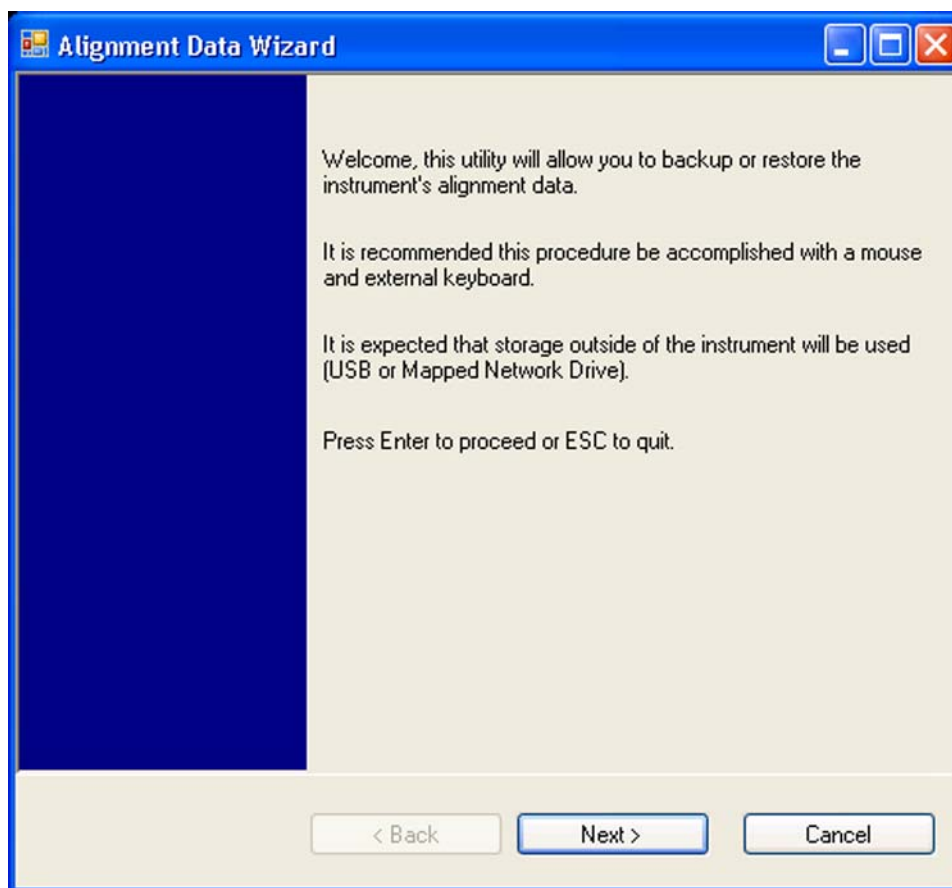 Alignment Data Wizard
Welcome, this utility will allow you to backup or restore the
instrument's alignment data.
It is recommended this procedure be accomplished with a mouse
and external keyboard.
It is expected that storage outside of the instrument will be used
(USB or Mapped Network Drive).
Press Enter to proceed or ESC to quit.
< Back
Next >
Cancel